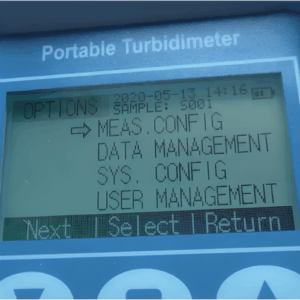 Portable Turbidimeter
2020-05-13 14:16
OPTIONS SAMPLE: S001
⇨ MEAS.CONFIG
DATA MANAGEMENT
SYS. CONFIG
USER MANAGEMENT
Next | Select | Return